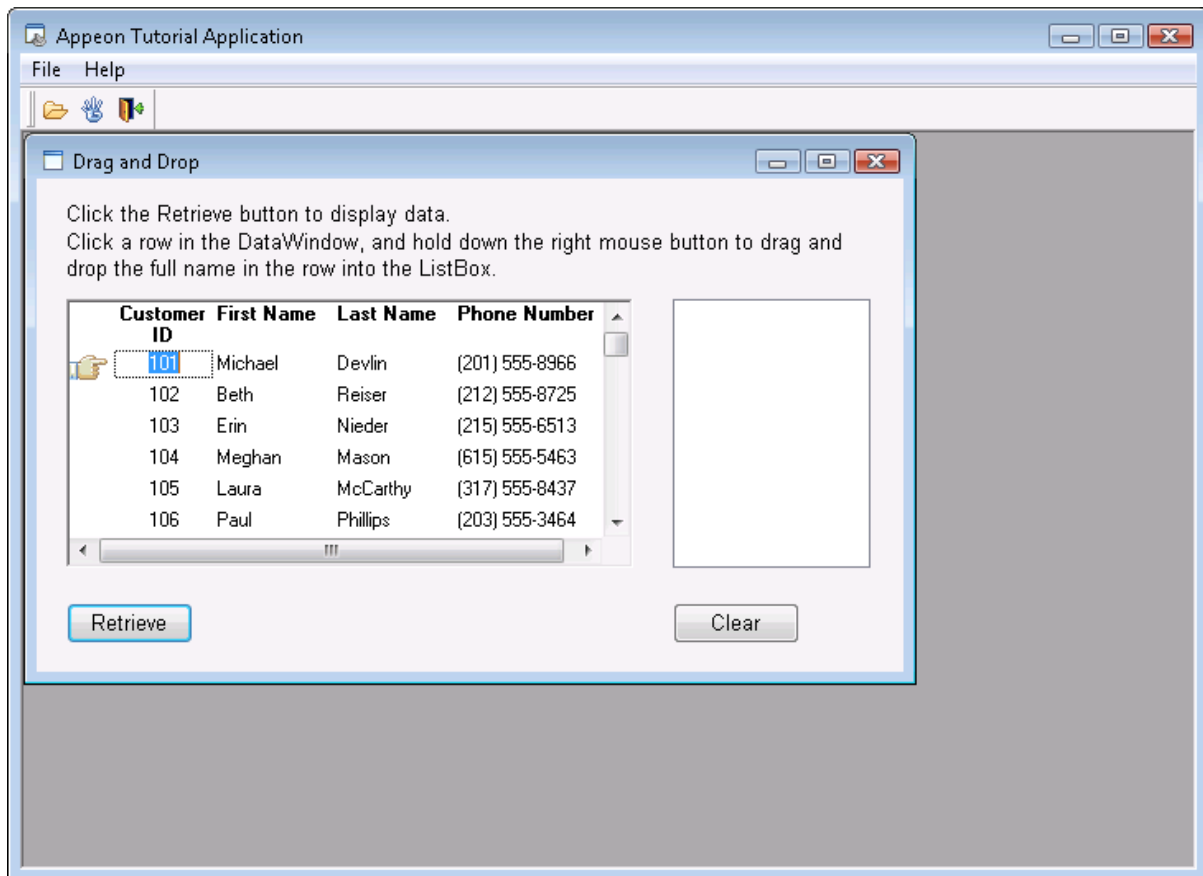 Appeon Tutorial Application
File Help
Drag and Drop
Click the Retrieve button to display data.
Click a row in the DataWindow, and hold down the right mouse button to drag and
drop the full name in the row into the ListBox.
Customer First Name Last Name Phone Number
ID
101 Michael Devlin (201) 555-8966
102 Beth Reiser (212) 555-8725
103 Erin Nieder (215) 555-6513
104 Meghan Mason (615) 555-5463
105 Laura McCarthy (317) 555-8437
106 Paul Phillips (203) 555-3464
Retrieve Clear